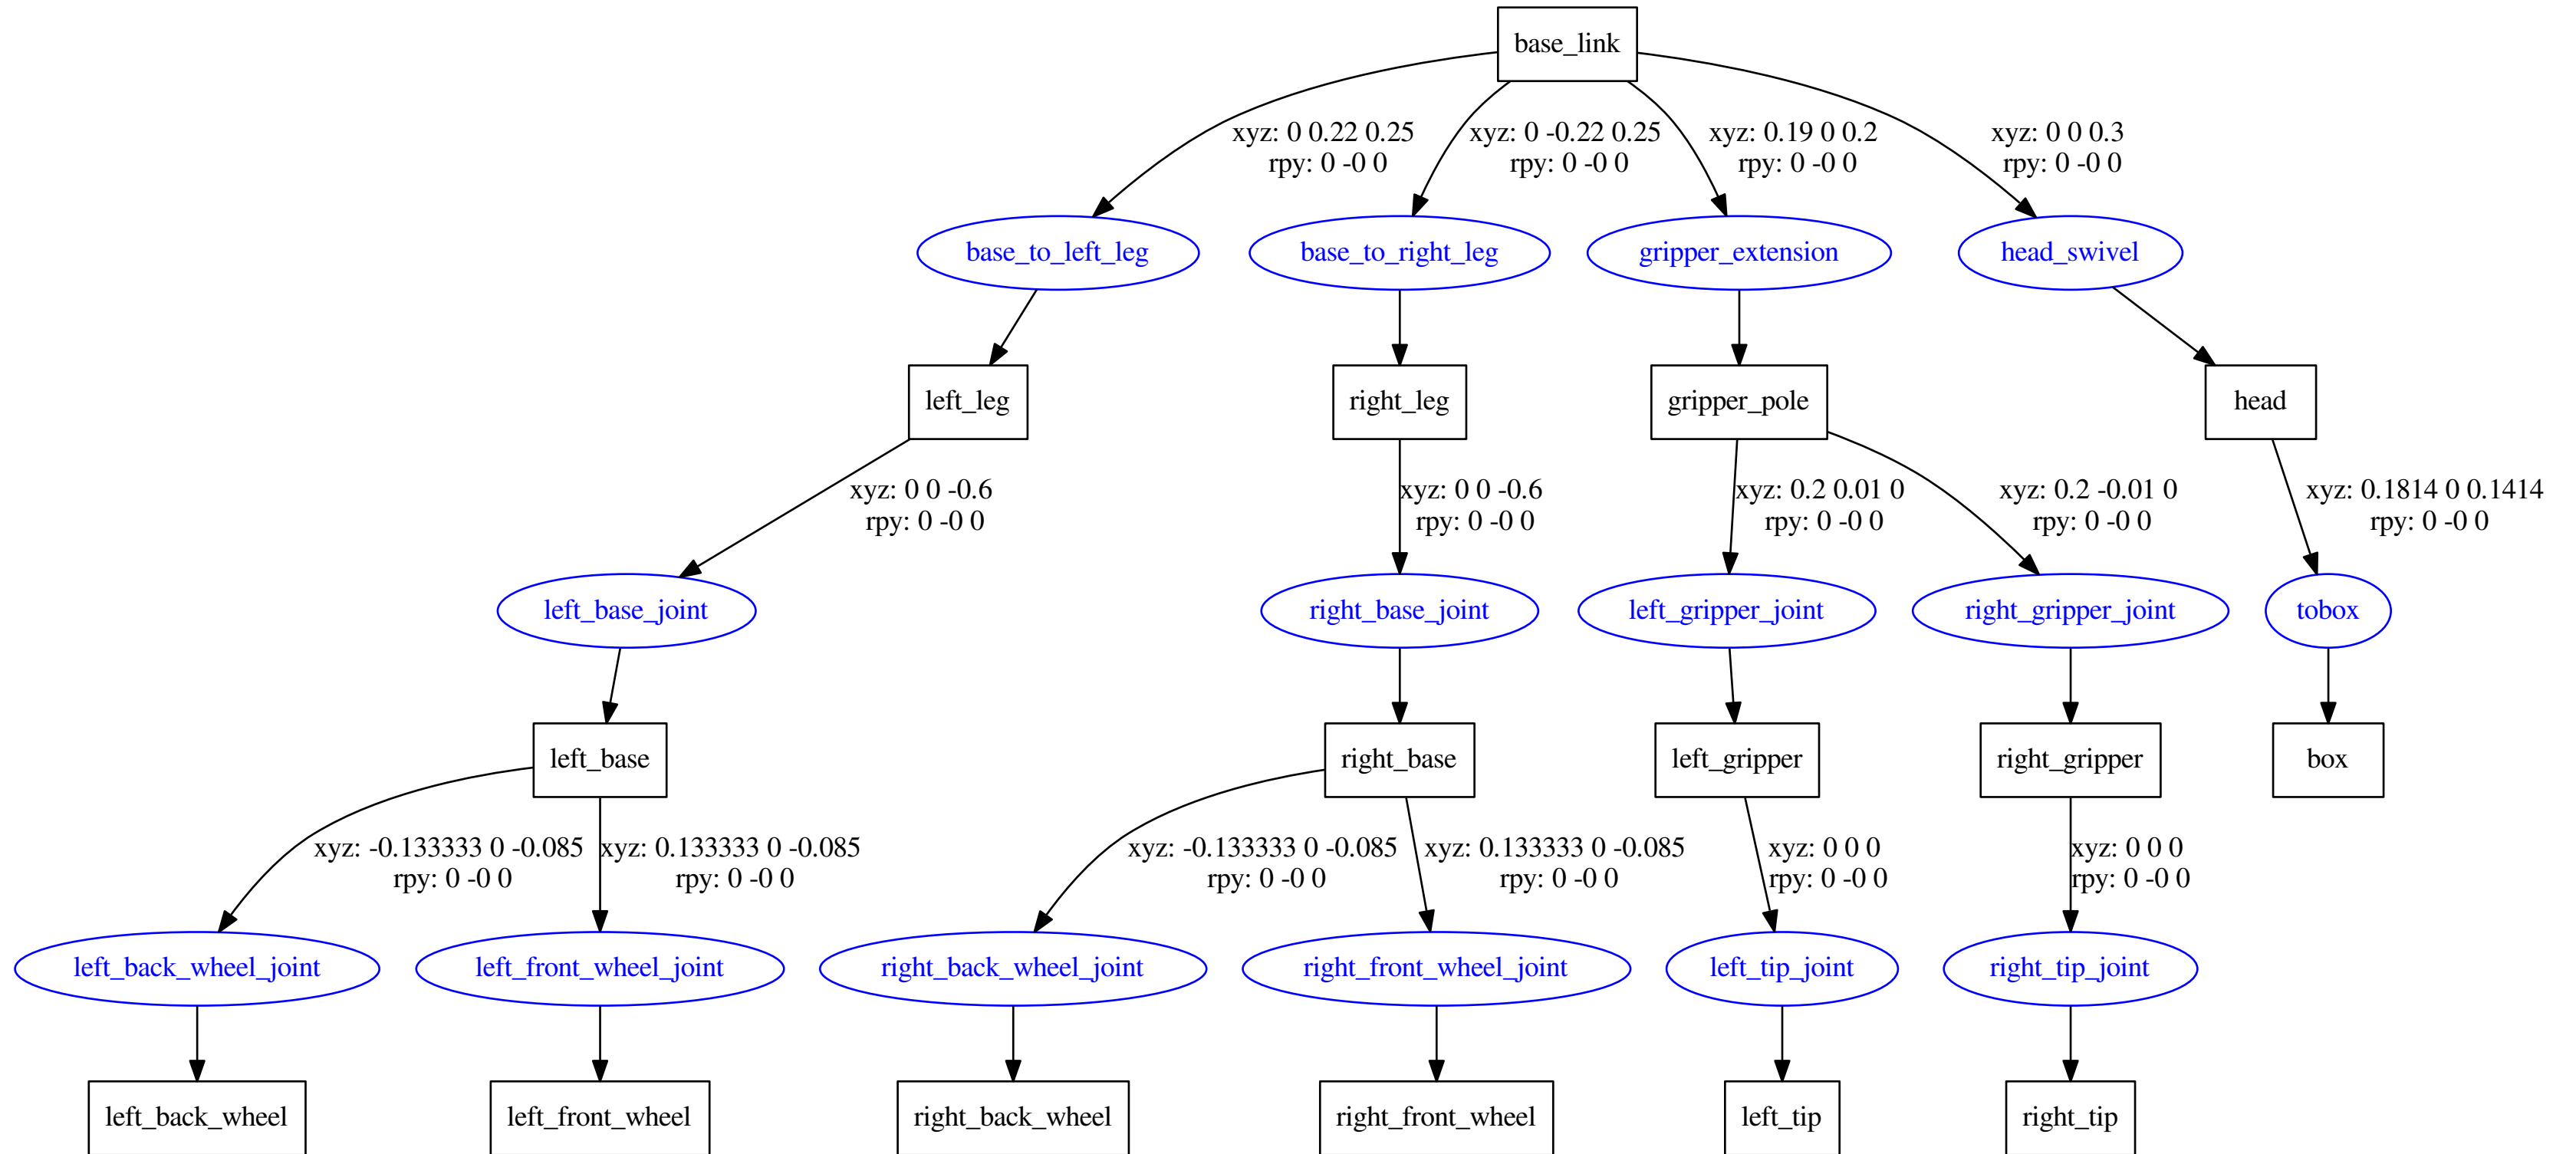 base_link
xyz: 0 0.22 0.25
rpy: 0 -0 0
xyz: 0 -0.22 0.25
rpy: 0 -0 0
xyz: 0.19 0 0.2
rpy: 0 -0 0
xyz: 0 0 0.3
rpy: 0 -0 0
base_to_left_leg
base_to_right_leg
gripper_extension
head_swivel
left_leg
right_leg
gripper_pole
head
xyz: 0 0 -0.6
rpy: 0 -0 0
xyz: 0 0 -0.6
rpy: 0 -0 0
xyz: 0.2 0.01 0
rpy: 0 -0 0
xyz: 0.2 -0.01 0
rpy: 0 -0 0
xyz: 0.1814 0 0.1414
rpy: 0 -0 0
left_base_joint
right_base_joint
left_gripper_joint
right_gripper_joint
tobox
left_base
right_base
left_gripper
right_gripper
box
xyz: -0.133333 0 -0.085
rpy: 0 -0 0
xyz: 0.133333 0 -0.085
rpy: 0 -0 0
xyz: -0.133333 0 -0.085
rpy: 0 -0 0
xyz: 0.133333 0 -0.085
rpy: 0 -0 0
xyz: 0 0 0
rpy: 0 -0 0
xyz: 0 0 0
rpy: 0 -0 0
left_back_wheel_joint
left_front_wheel_joint
right_back_wheel_joint
right_front_wheel_joint
left_tip_joint
right_tip_joint
left_back_wheel
left_front_wheel
right_back_wheel
right_front_wheel
left_tip
right_tip